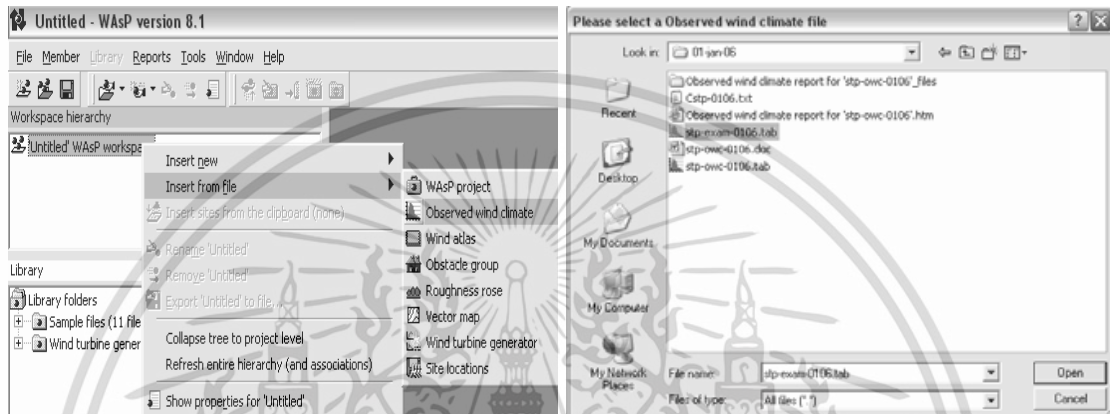 Untitled - WAsP version 8.1
File Member Library Reports Tools Window Help
Workspace hierarchy
'Untitled' WAsP workspa
Insert new
Insert from file
Insert sites from the clipboard (none)
Rename 'Untitled'
Remove 'Untitled'
Export 'Untitled' to file...
Collapse tree to project level
Refresh entire hierarchy (and associations)
Show properties for 'Untitled'
WAsP project
Observed wind climate
Wind atlas
Obstacle group
Roughness rose
Vector map
Wind turbine generator
Site locations
Library
Library folders
Sample files (11 file
Wind turbine gener
Please select a Observed wind climate file
Look in: 01-jan-06
Recent
Desktop
My Documents
My Computer
My Network Places
Observed wind climate report for 'stp-owc-0106'_files
Cstp-0106.txt
Observed wind climate report for 'stp-owc-0106'.htm
stp-exam-0106.tab
stp-owc-0106.doc
stp-owc-0106.tab
File name: stp-exam-0106.tab
Open
Files of type: All files (*.*)
Cancel